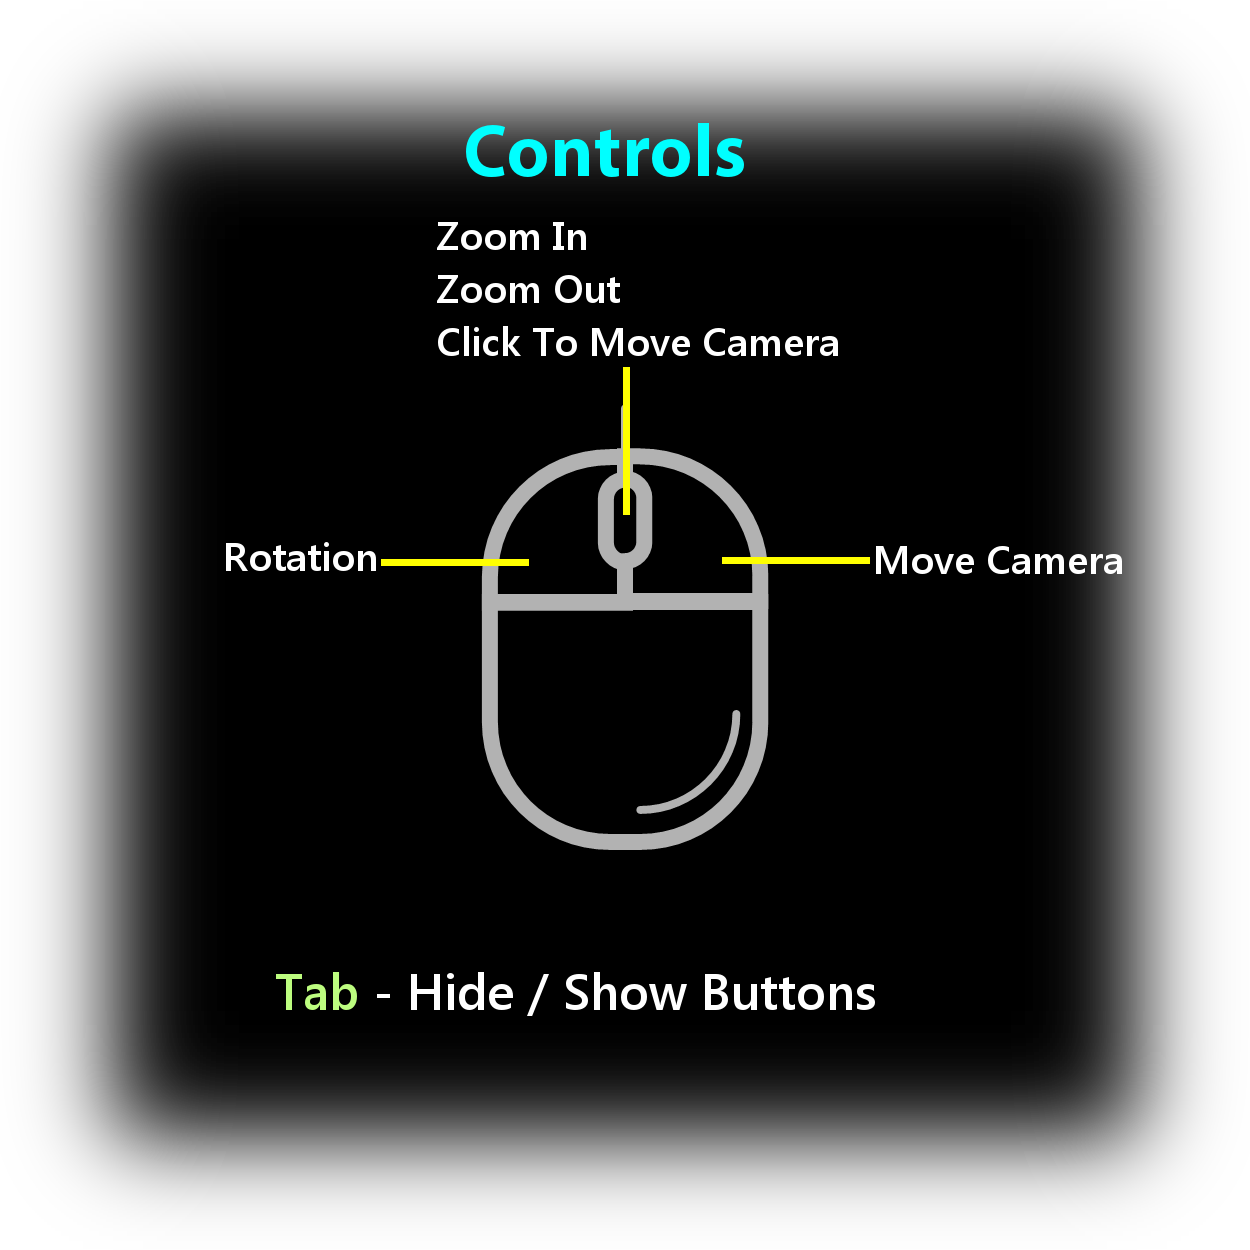 Controls
Zoom In
Zoom Out
Click To Move Camera
Rotation
Move Camera
Tab - Hide / Show Buttons